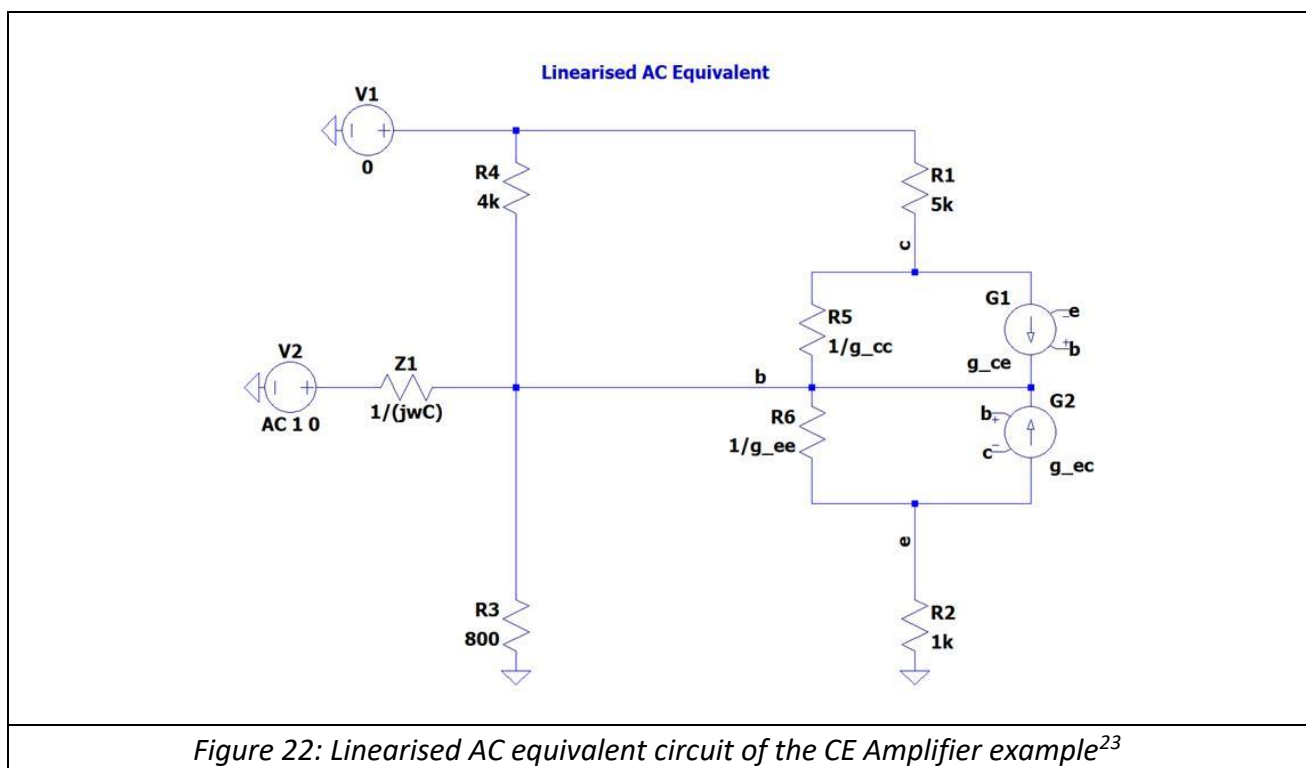 Linearised AC Equivalent
V1
0
R4
4k
R1
5k
c
R5
1/g_cc
G1
e
b
g_ce
V2
AC 1 0
Z1
1/(jwC)
b
R6
1/g_ee
G2
b
c
g_ec
e
R3
800
R2
1k
Figure 22: Linearised AC equivalent circuit of the CE Amplifier example23